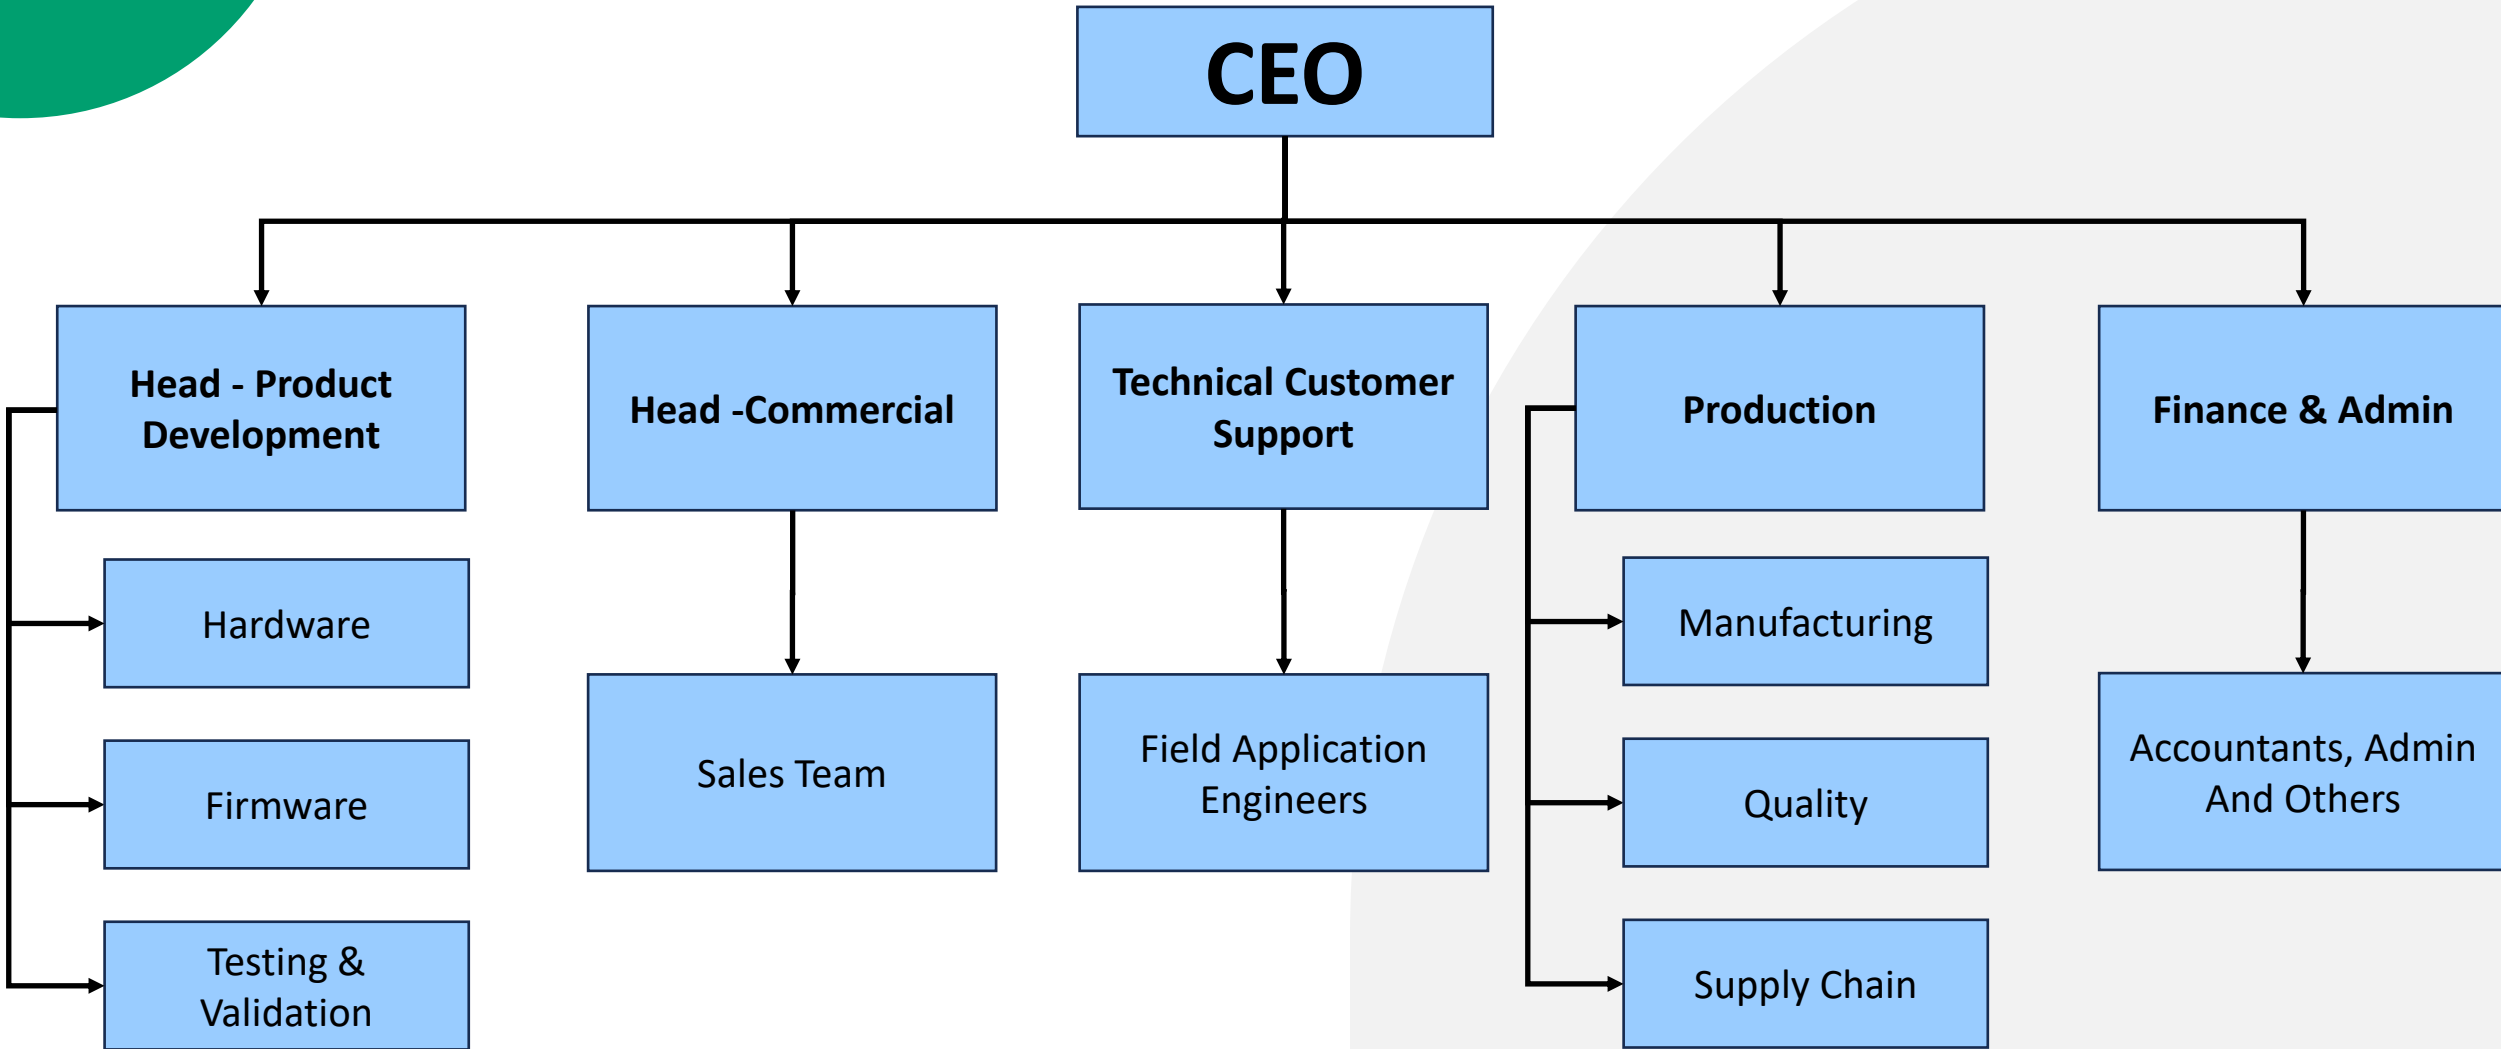 CEO
Head - Product
Development
Head -Commercial
Technical Customer
Support
Production
Finance & Admin
Hardware
Firmware
Testing &
Validation
Sales Team
Field Application
Engineers
Manufacturing
Quality
Supply Chain
Accountants, Admin
And Others